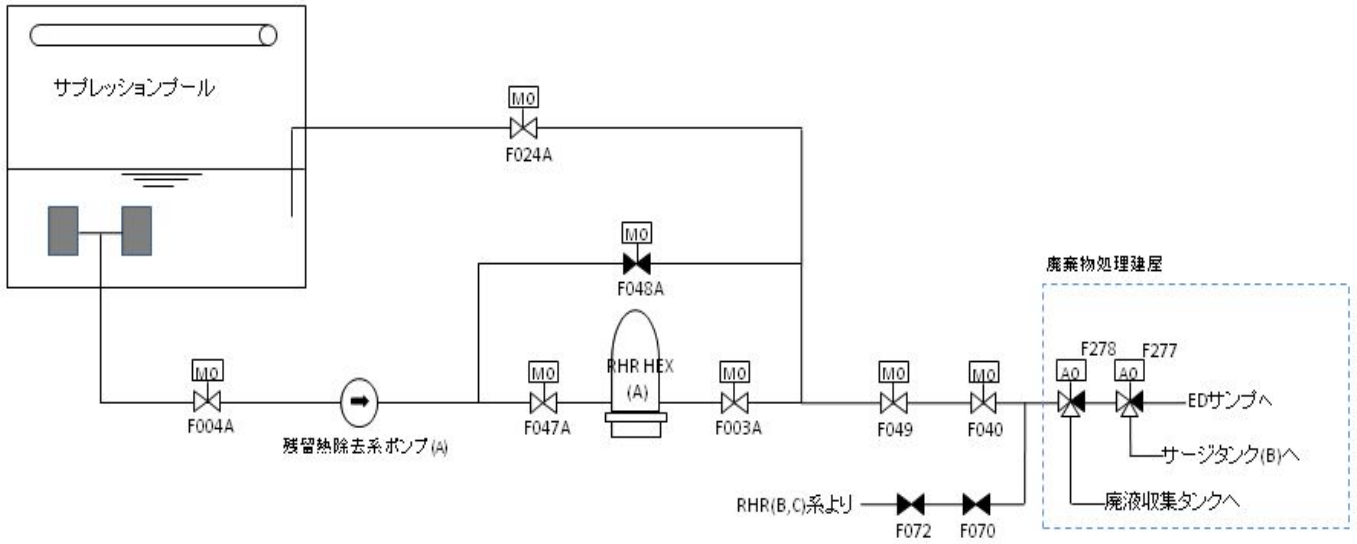 サプレッションプール
MO
F024A
MO
F048A
廃棄物処理建屋
MO
F004A
残留熱除去系ポンプ(A)
MO
F047A
RHR HEX
(A)
MO
F003A
MO
F049
MO
F040
F278
AO
F277
AO
EDサンプへ
サージタンク(B)へ
廃液収集タンクへ
RHR(B,C)系より
F072
F070